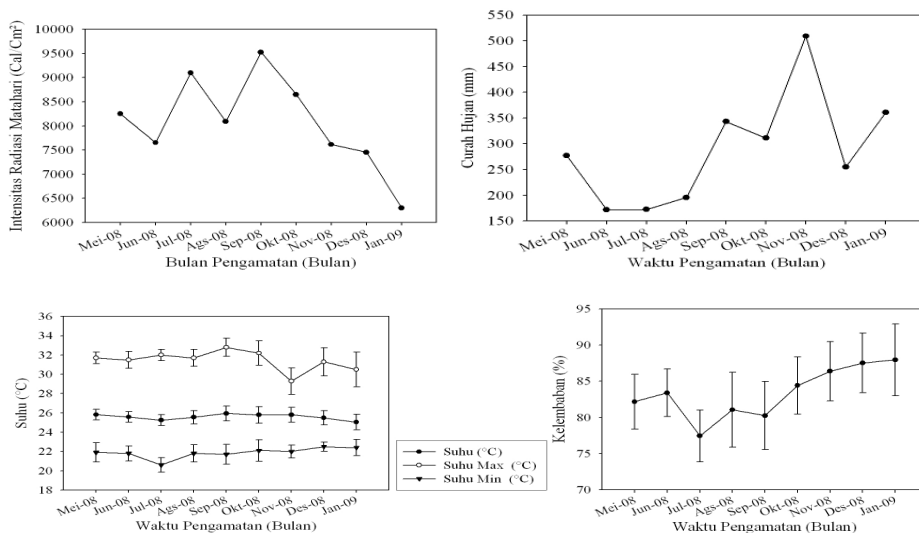 Intensitas Radiasi Matahari (Cal/Cm²)
10000
9500
9000
8500
8000
7500
7000
6500
6000
Mei-08
Jun-08
Jul-08
Ags-08
Sep-08
Okt-08
Nov-08
Des-08
Jan-09
Bulan Pengamatan (Bulan)
Curah Hujan (mm)
550
500
450
400
350
300
250
200
150
Mei-08
Jun-08
Jul-08
Ags-08
Sep-08
Okt-08
Nov-08
Des-08
Jan-09
Waktu Pengamatan (Bulan)
Suhu (°C)
36
34
32
30
28
26
24
22
20
18
Mei-08
Jun-08
Jul-08
Ags-08
Sep-08
Okt-08
Nov-08
Des-08
Jan-09
Waktu Pengamatan (Bulan)
Suhu (°C)
Suhu Max (°C)
Suhu Min (°C)
Kelembaban (%)
95
90
85
80
75
70
Mei-08
Jun-08
Jul-08
Ags-08
Sep-08
Okt-08
Nov-08
Des-08
Jan-09
Waktu Pengamatan (Bulan)